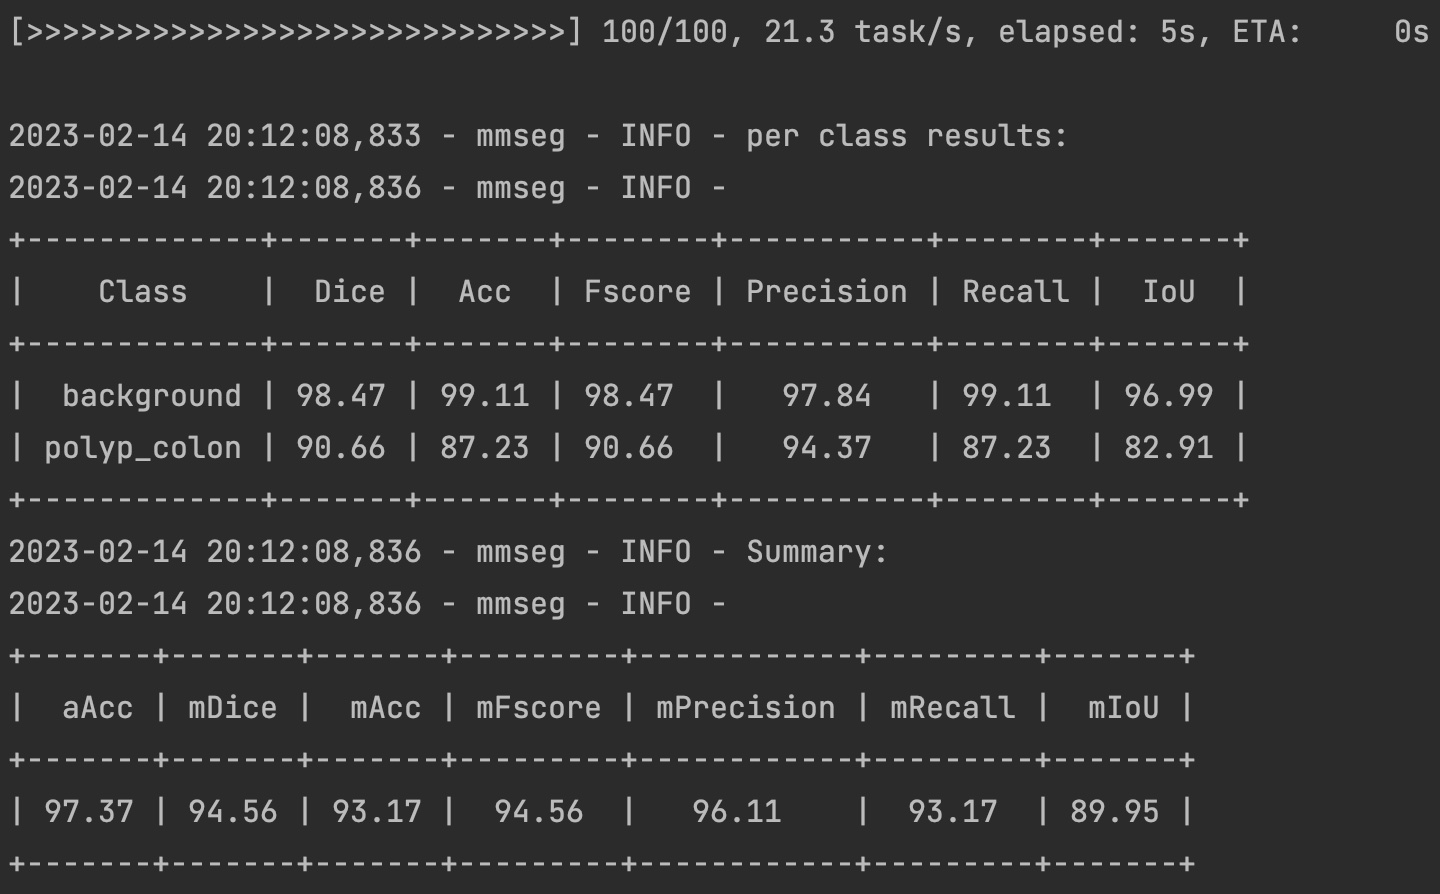 [>>>>>>>>>>>>>>>>>>>>>>>>>>>>>>] 100/100, 21.3 task/s, elapsed: 5s, ETA:     0s
2023-02-14 20:12:08,833 - mmseg - INFO - per class results:
2023-02-14 20:12:08,836 - mmseg - INFO -
+-------------+-------+-------+--------+-----------+--------+-------+
|    Class    |  Dice |  Acc  | Fscore | Precision | Recall |  IoU  |
+-------------+-------+-------+--------+-----------+--------+-------+
|  background | 98.47 | 99.11 | 98.47  |   97.84   | 99.11  | 96.99 |
| polyp_colon | 90.66 | 87.23 | 90.66  |   94.37   | 87.23  | 82.91 |
+-------------+-------+-------+--------+-----------+--------+-------+
2023-02-14 20:12:08,836 - mmseg - INFO - Summary:
2023-02-14 20:12:08,836 - mmseg - INFO -
+-------+-------+-------+---------+------------+---------+-------+
|  aAcc | mDice |  mAcc | mFscore | mPrecision | mRecall |  mIoU |
+-------+-------+-------+---------+------------+---------+-------+
| 97.37 | 94.56 | 93.17 |  94.56  |   96.11    |  93.17  | 89.95 |
+-------+-------+-------+---------+------------+---------+-------+